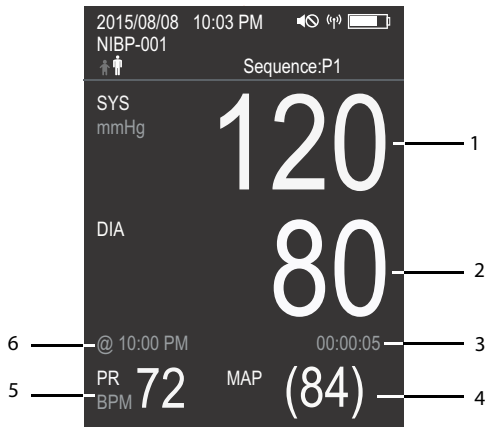 2015/08/08 10:03 PM
NIBP-001
Sequence:P1
SYS
mmHg
120
1
DIA
80
2
6
@ 10:00 PM
00:00:05
3
5
PR
BPM
72
MAP
(84)
4